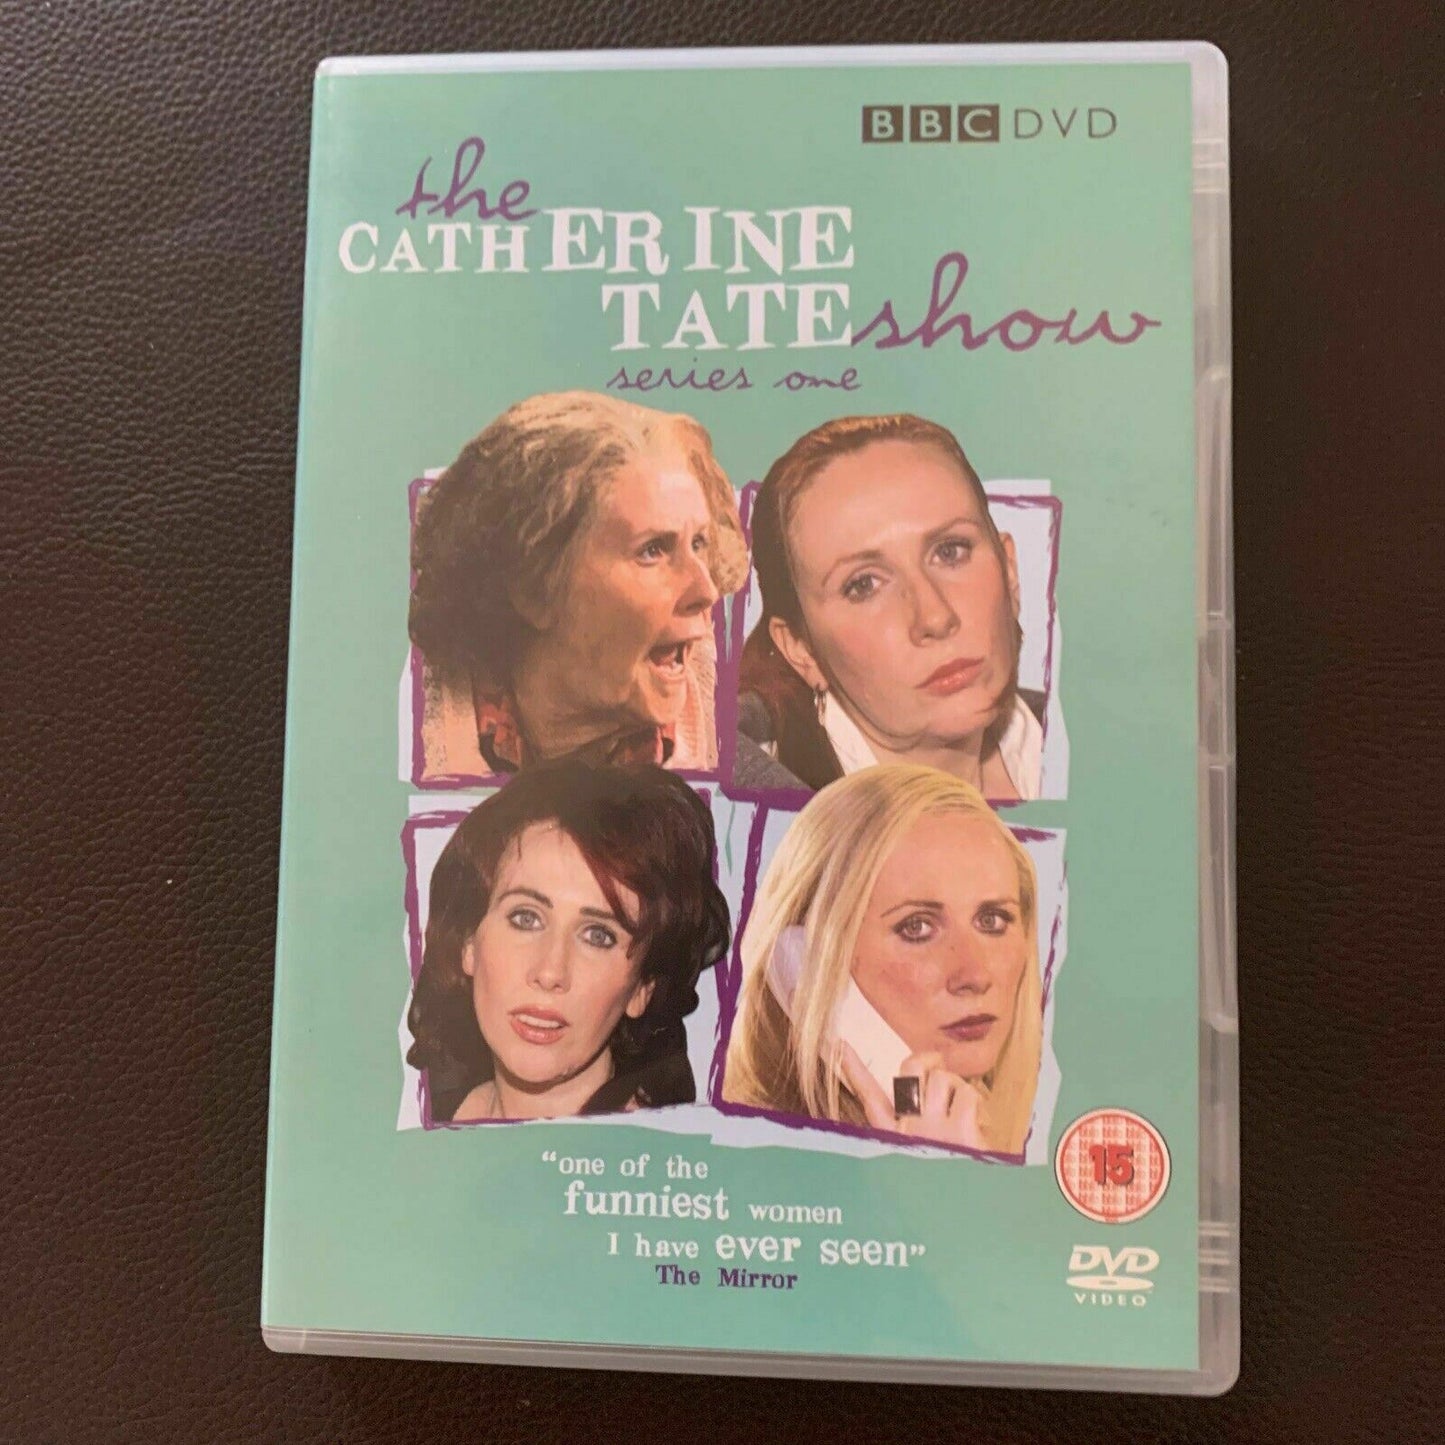 BBC DVD
the
CATHERINE
TATE show
series one
“one of the
funniest women
I have ever seen”
The Mirror
15
DVD
VIDEO